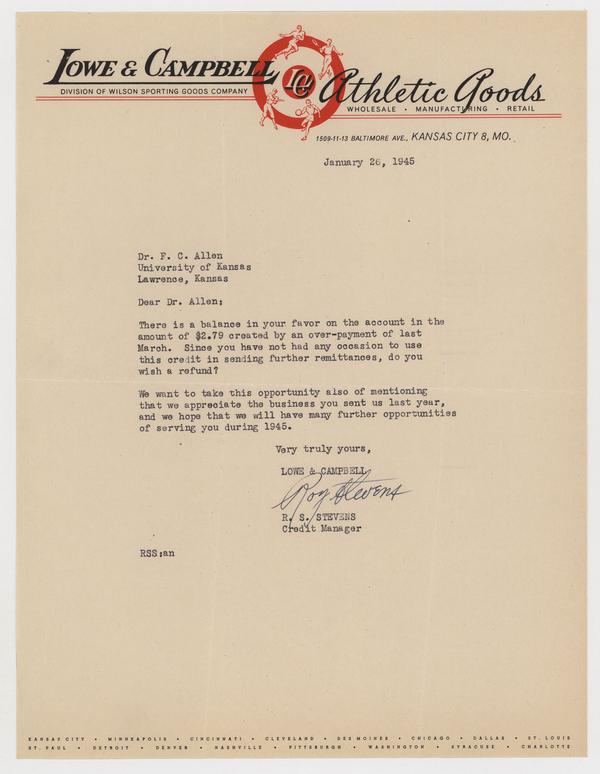 LOWE & CAMPBELL LC Athletic Goods
DIVISION OF WILSON SPORTING GOODS COMPANY
WHOLESALE • MANUFACTURING • RETAIL
1509-11-13 BALTIMORE AVE., KANSAS CITY 8, MO.
January 26, 1945
Dr. F. C. Allen
University of Kansas
Lawrence, Kansas
Dear Dr. Allen;
There is a balance in your favor on the account in the
amount of $2.79 created by an over-payment of last
March. Since you have not had any occasion to use
this credit in sending further remittances, do you
wish a refund?
We want to take this opportunity also of mentioning
that we appreciate the business you sent us last year,
and we hope that we will have many further opportunities
of serving you during 1945.
Very truly yours,
LOWE & CAMPBELL
Roy Stevens
R. S. STEVENS
Credit Manager
RSS:an
KANSAS CITY • MINNEAPOLIS • CINCINNATI • CLEVELAND • DES MOINES • CHICAGO • DALLAS • ST. LOUIS
ST. PAUL • DETROIT • DENVER • NASHVILLE • PITTSBURGH • WASHINGTON • SYRACUSE • CHARLOTTE